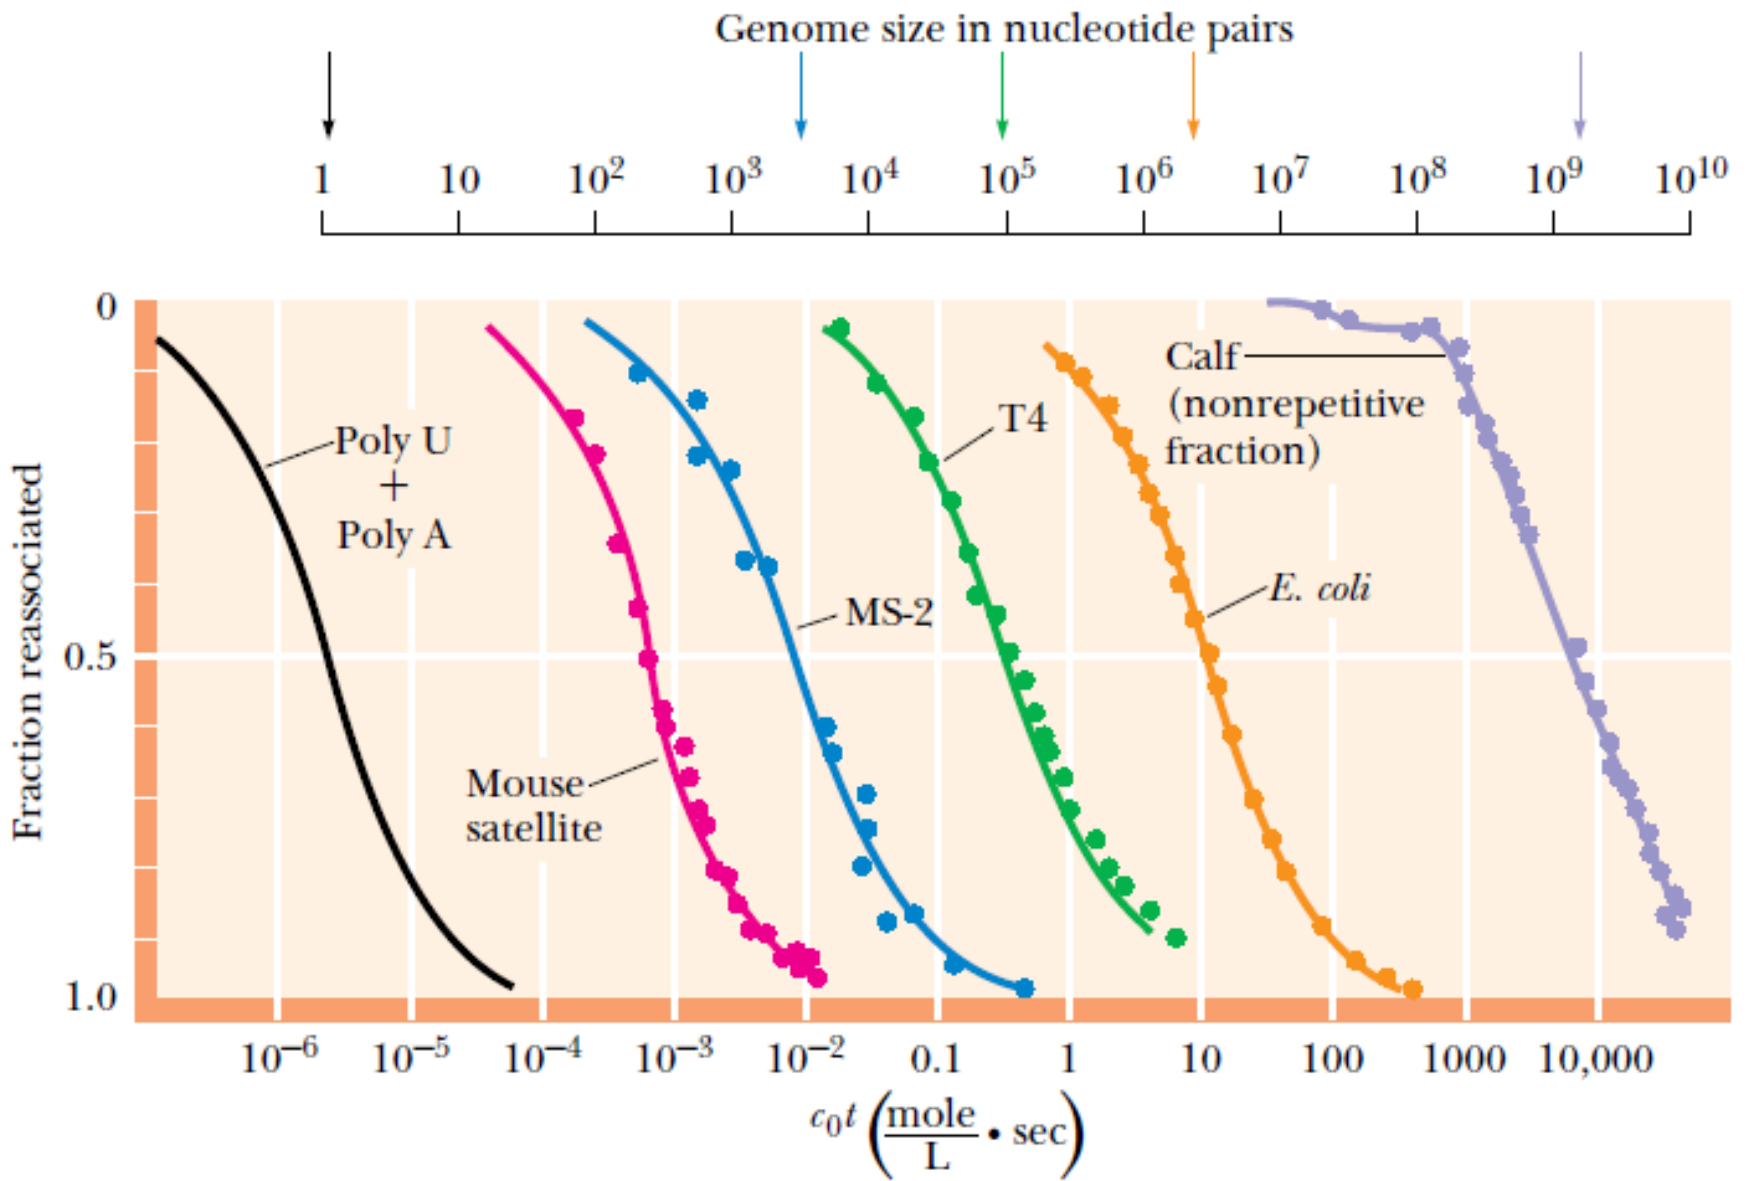 Genome size in nucleotide pairs
1 10 10² 10³ 10⁴ 10⁵ 10⁶ 10⁷ 10⁸ 10⁹ 10¹⁰
0
0.5
1.0
Fraction reassociated
Poly U
+
Poly A
Mouse
satellite
MS-2
T4
E. coli
Calf
(nonrepetitive
fraction)
10⁻⁶ 10⁻⁵ 10⁻⁴ 10⁻³ 10⁻² 0.1 1 10 100 1000 10,000
c₀t (mole/L • sec)